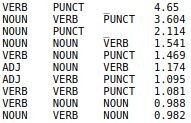 VERB PUNCT _ 4.65
NOUN VERB PUNCT 3.604
NOUN PUNCT _ 2.114
NOUN NOUN VERB 1.541
VERB NOUN PUNCT 1.469
ADJ NOUN VERB 1.174
ADJ VERB PUNCT 1.095
VERB VERB PUNCT 1.081
VERB NOUN NOUN 0.988
NOUN VERB NOUN 0.982